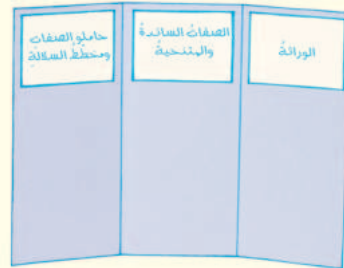 الوراثةُ
الصفاتُ السائدةُ
والمتنحيةُ
حاملو الصفات
ومخططُ السلالةِ